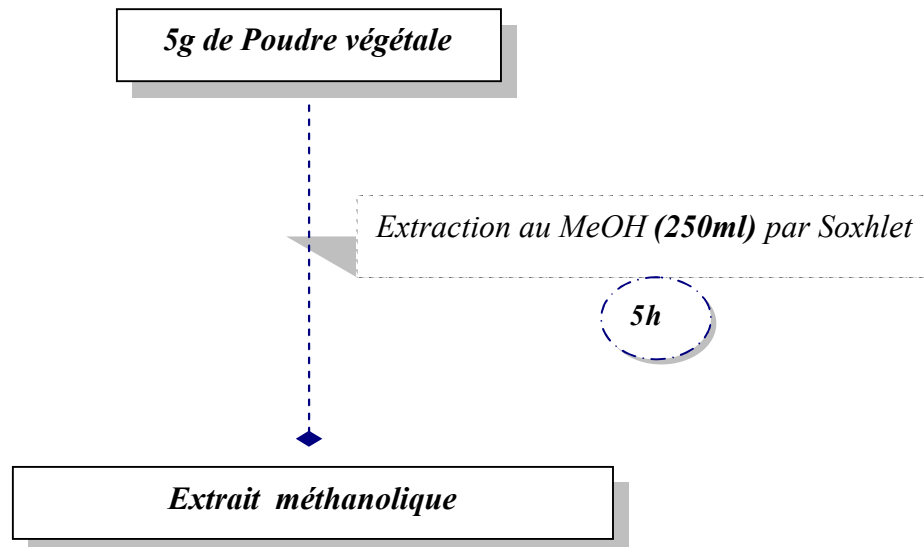 5g de Poudre végétale
Extraction au MeOH (250ml) par Soxhlet
5h
Extrait méthanolique